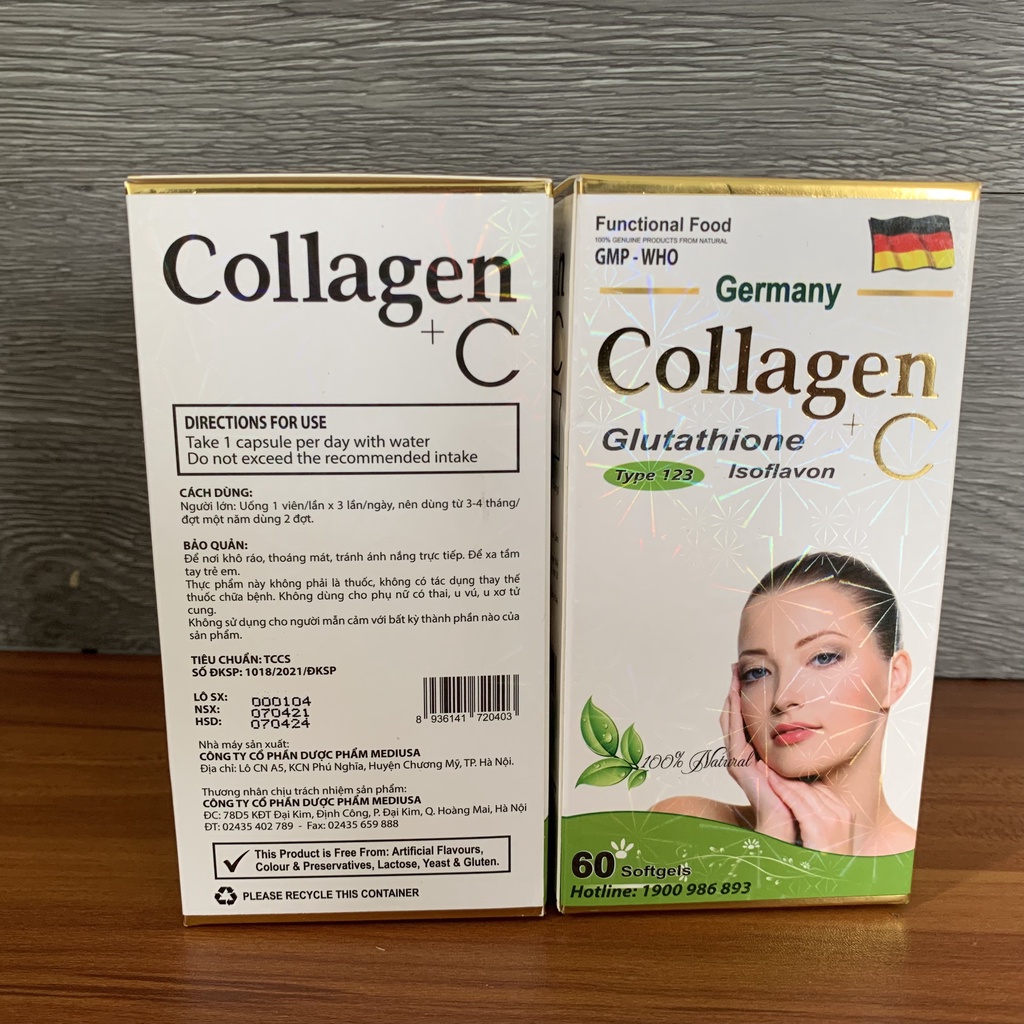 Collagen
+ C
DIRECTIONS FOR USE
Take 1 capsule per day with water
Do not exceed the recommended intake
CÁCH DÙNG:
Người lớn: Uống 1 viên/lần x 3 lần/ngày, nên dùng từ 3-4 tháng/
đợt một năm dùng 2 đợt.
BẢO QUẢN:
Để nơi khô ráo, thoáng mát, tránh ánh nắng trực tiếp. Để xa tầm
tay trẻ em.
Thực phẩm này không phải là thuốc, không có tác dụng thay thế
thuốc chữa bệnh. Không dùng cho phụ nữ có thai, u vú, u xơ tử
cung.
Không sử dụng cho người mẫn cảm với bất kỳ thành phần nào của
sản phẩm.
TIÊU CHUẨN: TCCS
SỐ ĐKSP: 1018/2021/ĐKSP
LÔ SX: 000104
NSX: 070421
HSD: 070424
8 936141 720403
Nhà máy sản xuất:
CÔNG TY CỔ PHẦN DƯỢC PHẨM MEDIUSA
Địa chỉ: Lô CN A5, KCN Phú Nghĩa, Huyện Chương Mỹ, TP. Hà Nội.
Thương nhân chịu trách nhiệm sản phẩm:
CÔNG TY CỔ PHẦN DƯỢC PHẨM MEDIUSA
ĐC: 78D5 KĐT Đại Kim, Định Công, P. Đại Kim, Q. Hoàng Mai, Hà Nội
ĐT: 02435 402 789 - Fax: 02435 659 888
This Product is Free From: Artificial Flavours,
Colour & Preservatives, Lactose, Yeast & Gluten.
PLEASE RECYCLE THIS CONTAINER
Functional Food
100% GENUINE PRODUCTS FROM NATURAL
GMP - WHO
Germany
Collagen
+ C
Glutathione
Type 123 Isoflavon
100% Natural
60 Softgels
Hotline: 1900 986 893